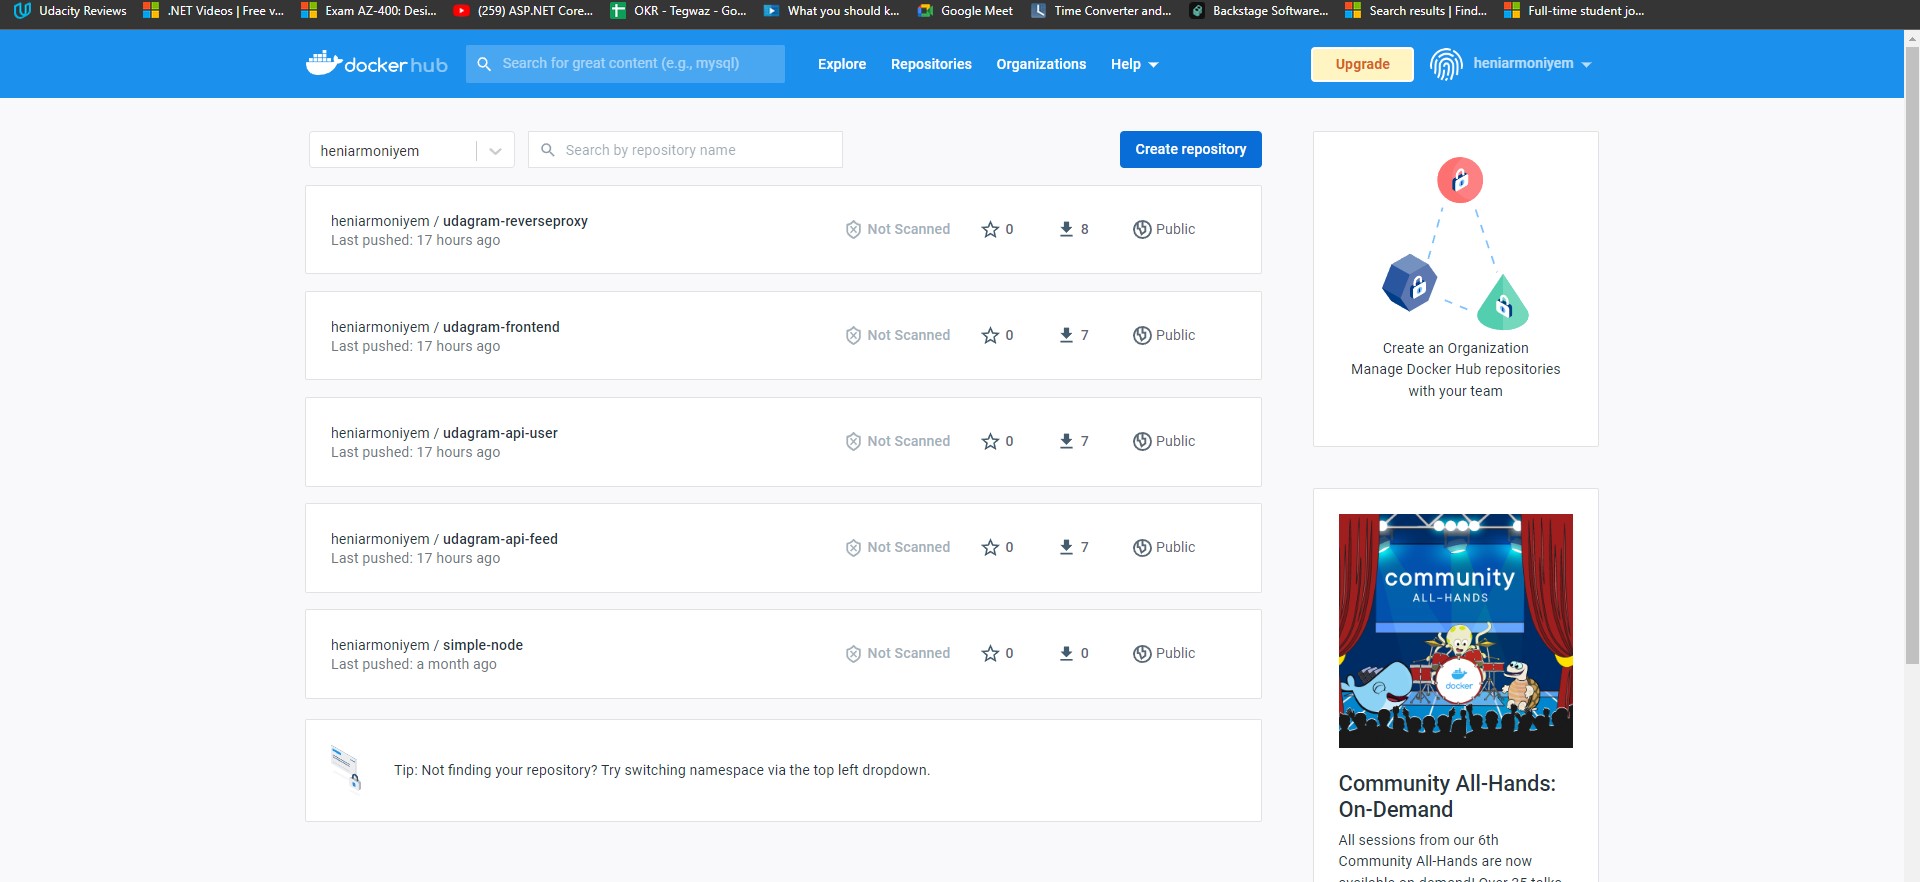 Udacity Reviews
.NET Videos | Free v...
Exam AZ-400: Desi...
(259) ASP.NET Core...
OKR - Tegwaz - Go...
What you should k...
Google Meet
Time Converter and...
Backstage Software...
Search results | Find...
Full-time student jo...
docker hub
Search for great content (e.g., mysql)
Explore
Repositories
Organizations
Help
Upgrade
heniarmoniyem
heniarmoniyem
Search by repository name
Create repository
heniarmoniyem / udagram-reverseproxy
Last pushed: 17 hours ago
Not Scanned
0
8
Public
heniarmoniyem / udagram-frontend
Last pushed: 17 hours ago
Not Scanned
0
7
Public
heniarmoniyem / udagram-api-user
Last pushed: 17 hours ago
Not Scanned
0
7
Public
heniarmoniyem / udagram-api-feed
Last pushed: 17 hours ago
Not Scanned
0
7
Public
heniarmoniyem / simple-node
Last pushed: a month ago
Not Scanned
0
0
Public
Tip: Not finding your repository? Try switching namespace via the top left dropdown.
Create an Organization
Manage Docker Hub repositories
with your team
community
ALL-HANDS
docker
Community All-Hands:
On-Demand
All sessions from our 6th
Community All-Hands are now
available on demand! Over 35 talks